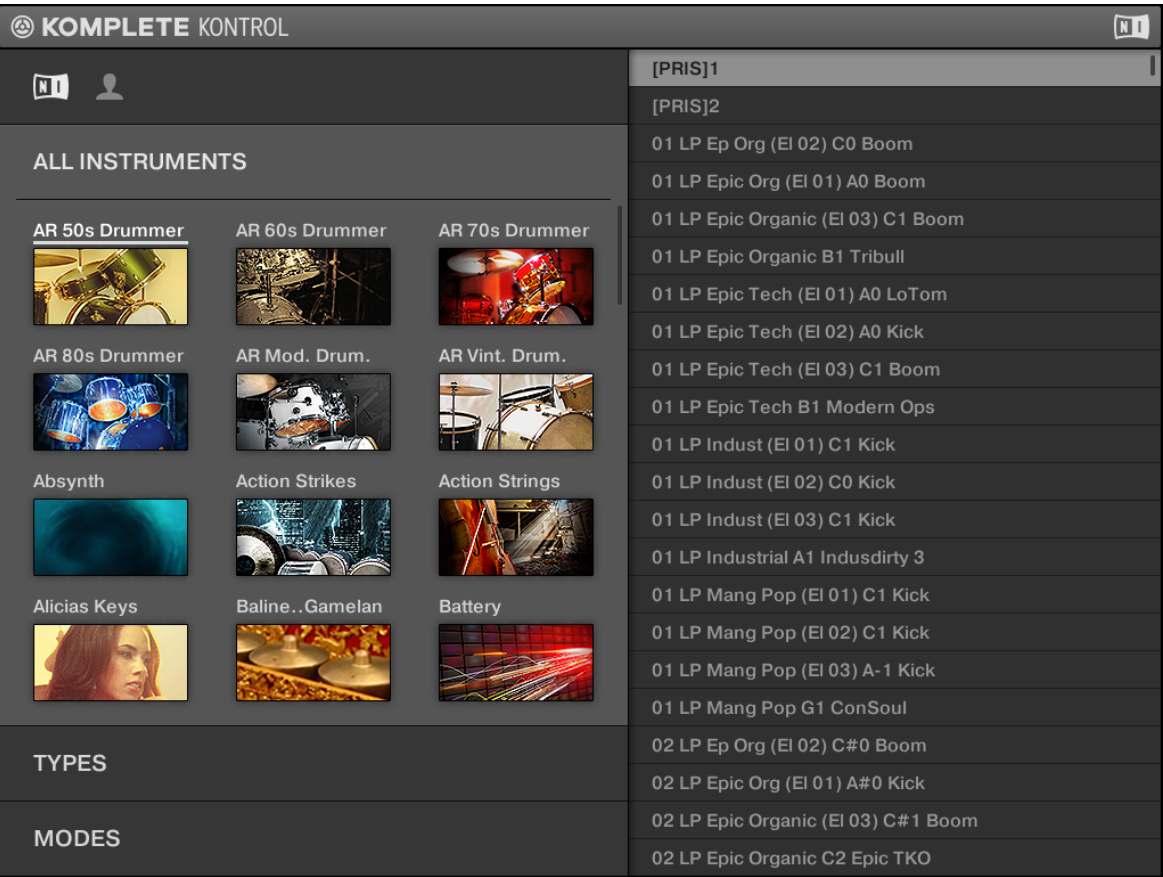 KOMPLETE KONTROL
NI
NI
ALL INSTRUMENTS
AR 50s Drummer
AR 60s Drummer
AR 70s Drummer
AR 80s Drummer
AR Mod. Drum.
AR Vint. Drum.
Absynth
Action Strikes
Action Strings
Alicias Keys
Baline..Gamelan
Battery
TYPES
MODES
[PRIS]1
[PRIS]2
01 LP Ep Org (El 02) C0 Boom
01 LP Epic Org (El 01) A0 Boom
01 LP Epic Organic (El 03) C1 Boom
01 LP Epic Organic B1 Tribull
01 LP Epic Tech (El 01) A0 LoTom
01 LP Epic Tech (El 02) A0 Kick
01 LP Epic Tech (El 03) C1 Boom
01 LP Epic Tech B1 Modern Ops
01 LP Indust (El 01) C1 Kick
01 LP Indust (El 02) C0 Kick
01 LP Indust (El 03) C1 Kick
01 LP Industrial A1 Indusdirty 3
01 LP Mang Pop (El 01) C1 Kick
01 LP Mang Pop (El 02) C1 Kick
01 LP Mang Pop (El 03) A-1 Kick
01 LP Mang Pop G1 ConSoul
02 LP Ep Org (El 02) C#0 Boom
02 LP Epic Org (El 01) A#0 Kick
02 LP Epic Organic (El 03) C#1 Boom
02 LP Epic Organic C2 Epic TKO